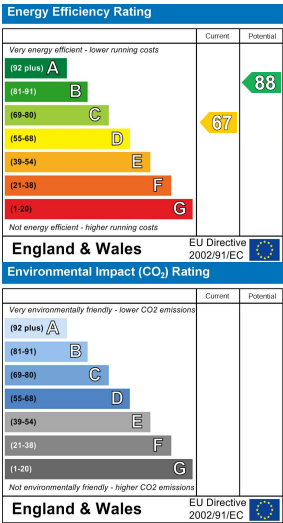 Energy Efficiency Rating
Current Potential
Very energy efficient - lower running costs
(92 plus) A
(81-91) B
(69-80) C
(55-68) D
(39-54) E
(21-38) F
(1-20) G
67
88
Not energy efficient - higher running costs
England & Wales
EU Directive
2002/91/EC
Environmental Impact (CO2) Rating
Current Potential
Very environmentally friendly - lower CO2 emissions
(92 plus) A
(81-91) B
(69-80) C
(55-68) D
(39-54) E
(21-38) F
(1-20) G
Not environmentally friendly - higher CO2 emissions
England & Wales
EU Directive
2002/91/EC